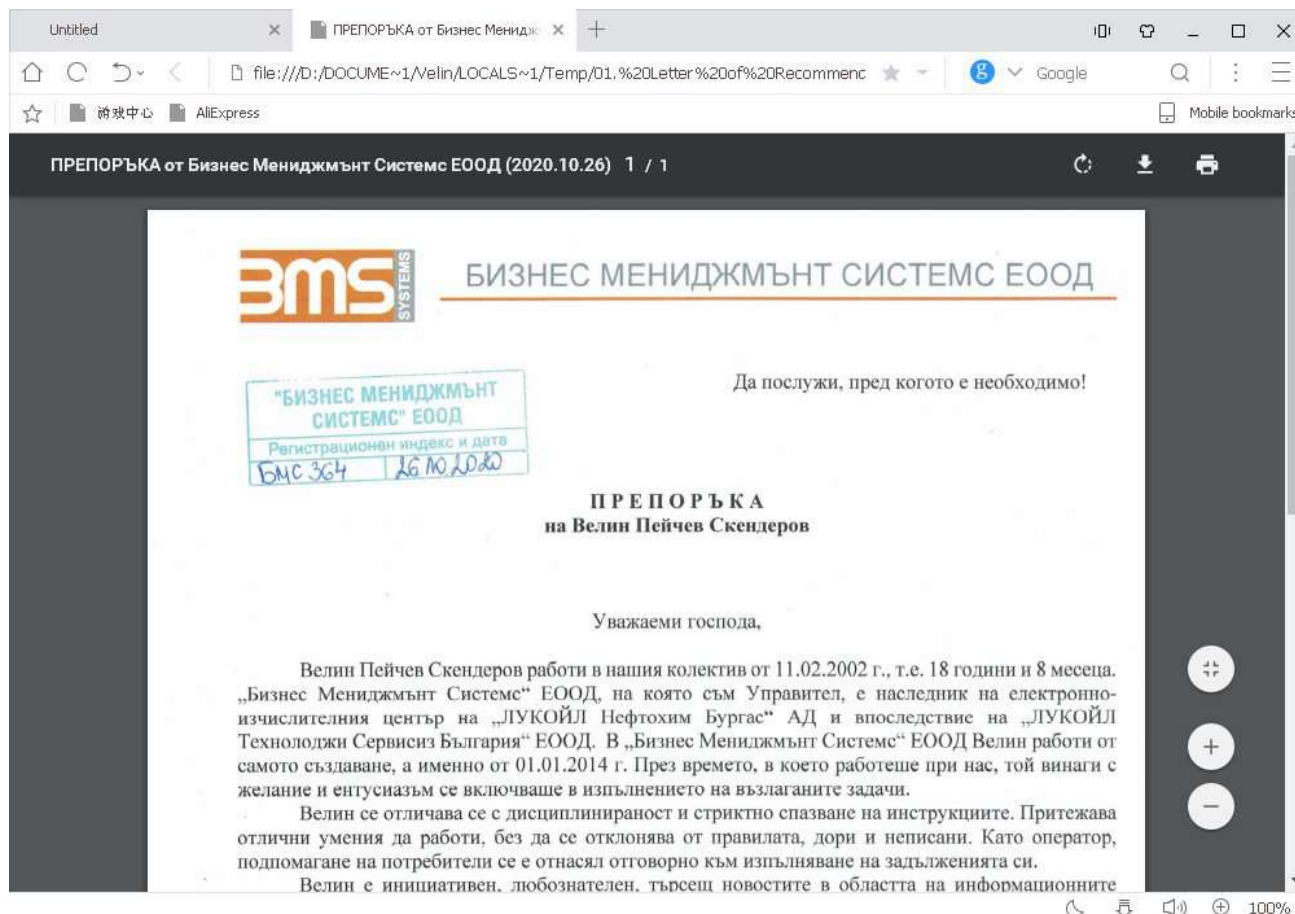 Untitled
ПРЕПОРЪКА от Бизнес Менидж
file:///D:/DOCUME~1/Velin/LOCALS~1/Temp/01.%20Letter%20of%20Recommenc
Google
游戏中心 AliExpress
Mobile bookmarks
ПРЕПОРЪКА от Бизнес Мениджмънт Системс ЕООД (2020.10.26) 1 / 1
BMS SYSTEMS
БИЗНЕС МЕНИДЖМЪНТ СИСТЕМС ЕООД
Да послужи, пред когото е необходимо!
"БИЗНЕС МЕНИДЖМЪНТ
СИСТЕМС" ЕООД
Регистрационен индекс и дата
БМС 364 26.10.2020
ПРЕПОРЪКА
на Велин Пейчев Скендеров
Уважаеми господа,
Велин Пейчев Скендеров работи в нашия колектив от 11.02.2002 г., т.е. 18 години и 8 месеца.
„Бизнес Мениджмънт Системс“ ЕООД, на която съм Управител, е наследник на електронно-
изчислителния център на „ЛУКОЙЛ Нефтохим Бургас“ АД и впоследствие на „ЛУКОЙЛ
Технолоджи Сервисиз България“ ЕООД. В „Бизнес Мениджмънт Системс“ ЕООД Велин работи от
самото създаване, а именно от 01.01.2014 г. През времето, в което работеше при нас, той винаги с
желание и ентусиазъм се включваше в изпълнението на възлаганите задачи.
Велин се отличава се с дисциплинираност и стриктно спазване на инструкциите. Притежава
отлични умения да работи, без да се отклонява от правилата, дори и неписани. Като оператор,
подпомагане на потребители се е отнасял отговорно към изпълняване на задълженията си.
Велин е инициативен, любознателен, търсещ новостите в областта на информационните
100%